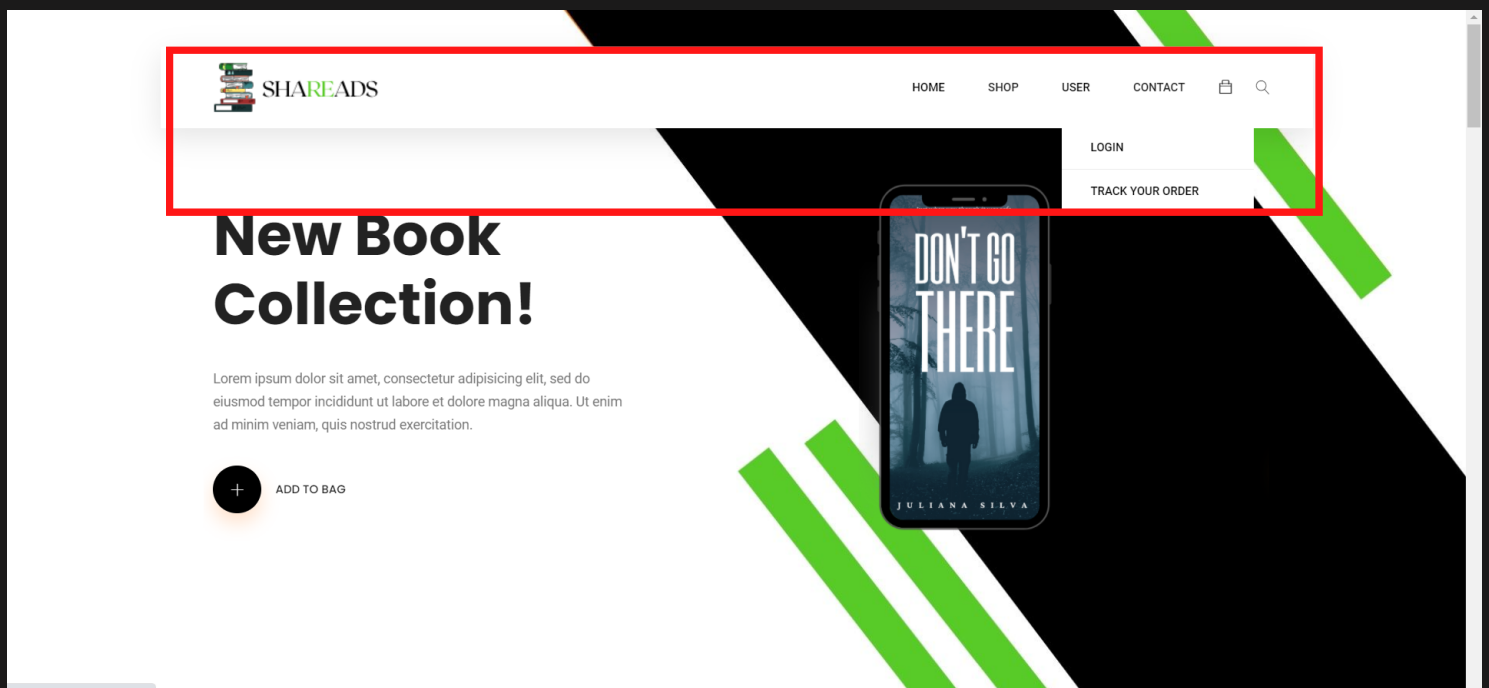 SHAREADS
HOME SHOP USER CONTACT
LOGIN
TRACK YOUR ORDER
New Book
Collection!
Lorem ipsum dolor sit amet, consectetur adipisicing elit, sed do
eiusmod tempor incididunt ut labore et dolore magna aliqua. Ut enim
ad minim veniam, quis nostrud exercitation.
ADD TO BAG
DON'T GO
THERE
JULIANA SILVA